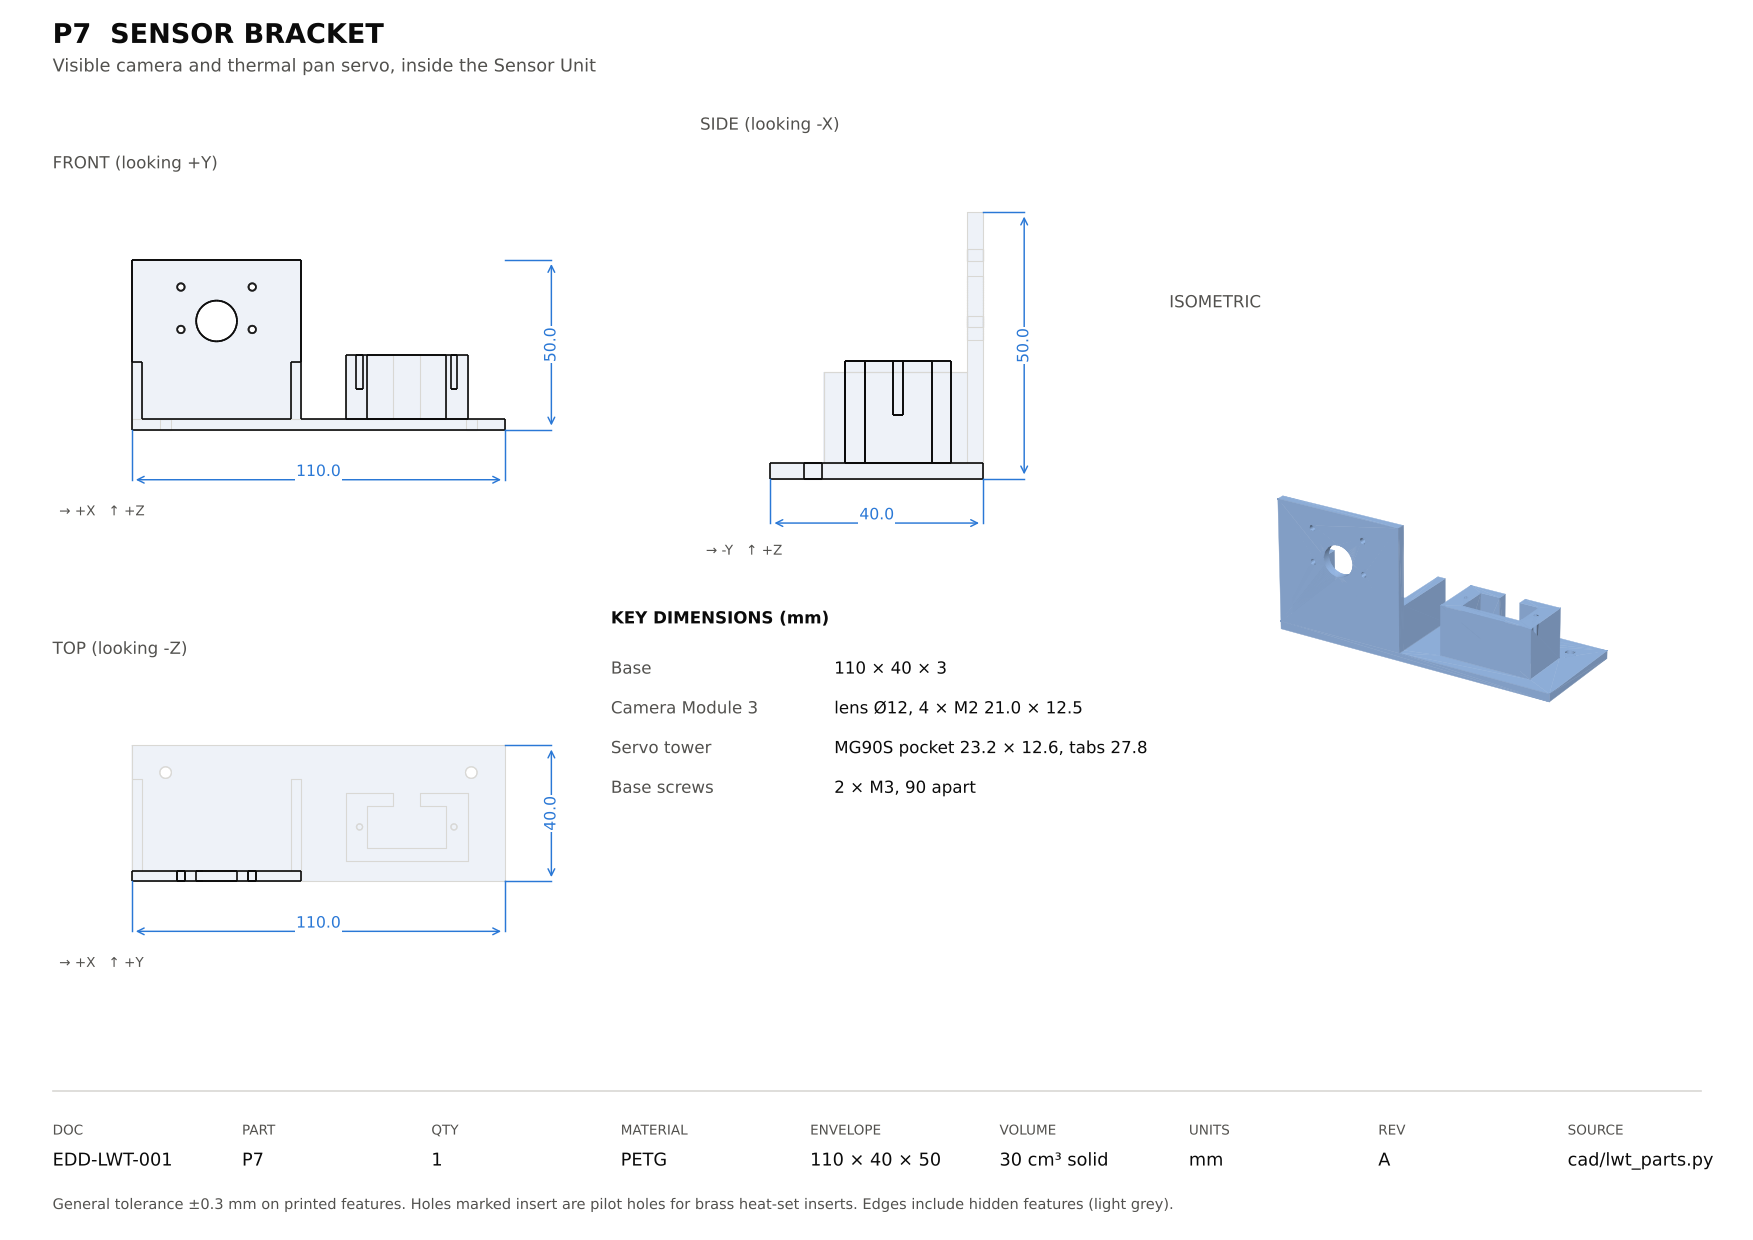 P7 SENSOR BRACKET
Visible camera and thermal pan servo, inside the Sensor Unit
SIDE (looking -X)
FRONT (looking +Y)
ISOMETRIC
50.0
50.0
110.0
→ +X ↑ +Z
40.0
→ -Y ↑ +Z
KEY DIMENSIONS (mm)
TOP (looking -Z)
Base 110 × 40 × 3
Camera Module 3 lens Ø12, 4 × M2 21.0 × 12.5
Servo tower MG90S pocket 23.2 × 12.6, tabs 27.8
Base screws 2 × M3, 90 apart
40.0
110.0
→ +X ↑ +Y
DOC PART QTY MATERIAL ENVELOPE VOLUME UNITS REV SOURCE
EDD-LWT-001 P7 1 PETG 110 × 40 × 50 30 cm³ solid mm A cad/lwt_parts.py
General tolerance ±0.3 mm on printed features. Holes marked insert are pilot holes for brass heat-set inserts. Edges include hidden features (light grey).